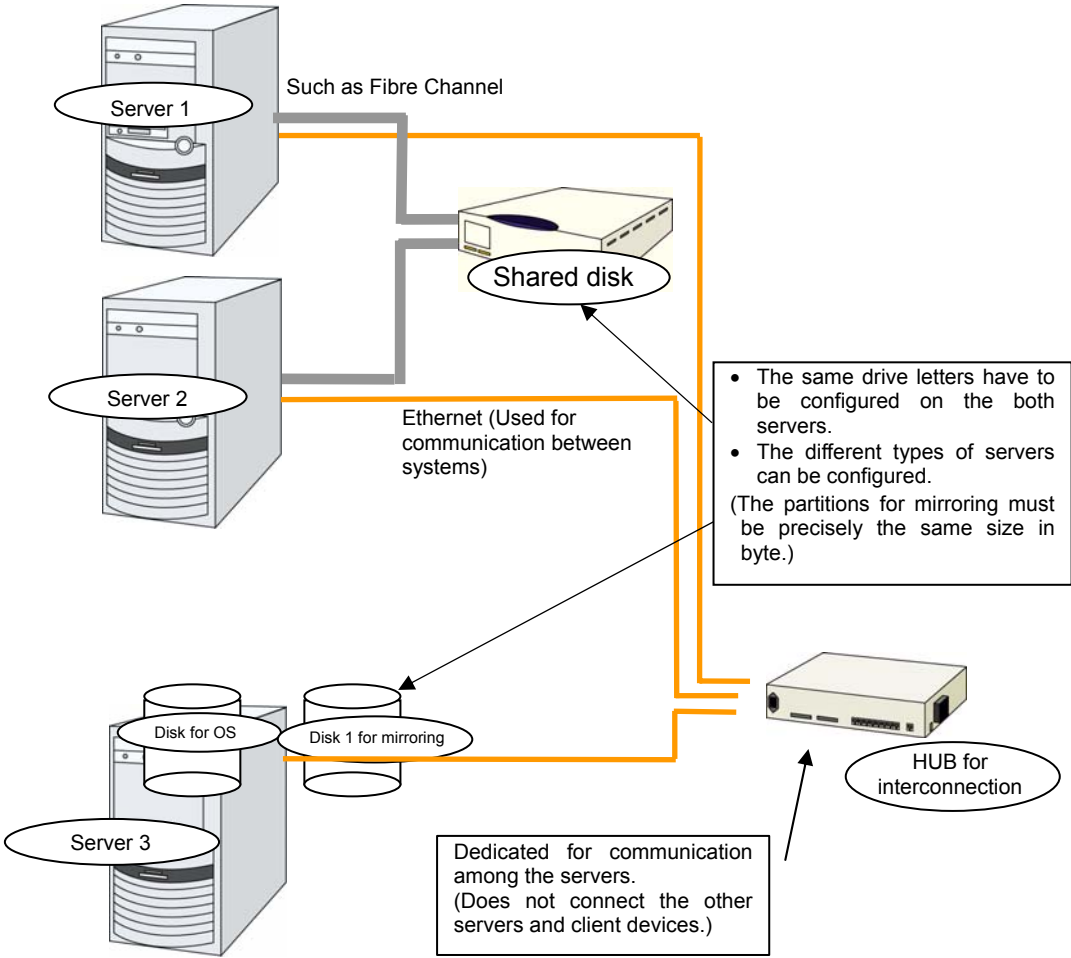 Such as Fibre Channel
Server 1
Shared disk
Server 2
Ethernet (Used for
communication between
systems)
• The same drive letters have to
be configured on the both
servers.
• The different types of servers
can be configured.
(The partitions for mirroring must
be precisely the same size in
byte.)
Disk for OS
Disk 1 for mirroring
HUB for
interconnection
Server 3
Dedicated for communication
among the servers.
(Does not connect the other
servers and client devices.)